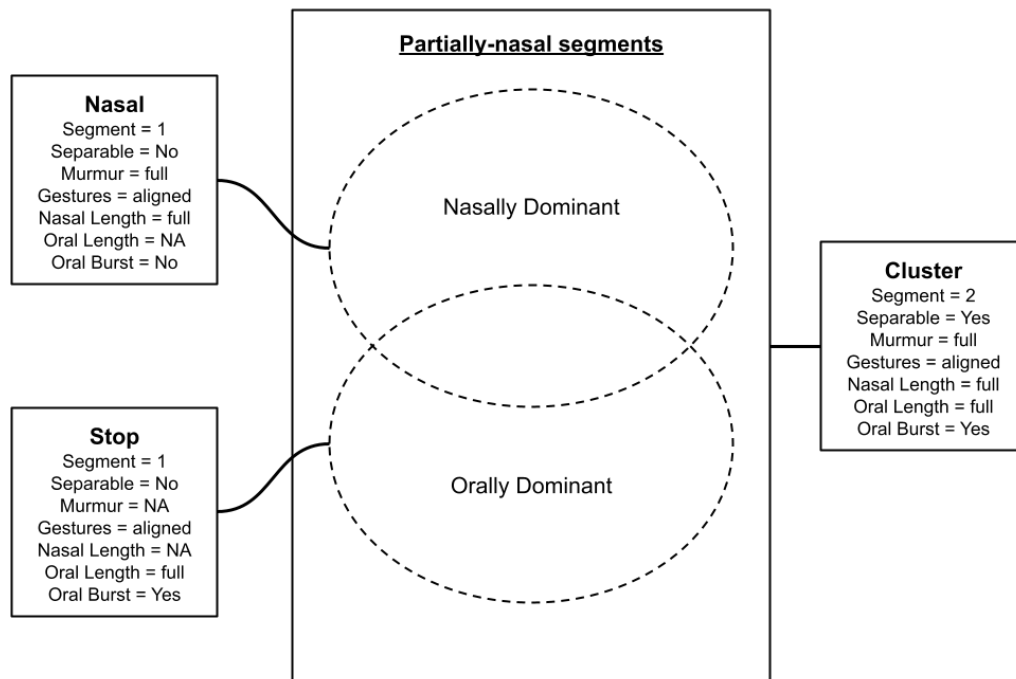 Partially-nasal segments
Nasal
Segment = 1
Separable = No
Murmur = full
Gestures = aligned
Nasal Length = full
Oral Length = NA
Oral Burst = No
Nasally Dominant
Cluster
Segment = 2
Separable = Yes
Murmur = full
Gestures = aligned
Nasal Length = full
Oral Length = full
Oral Burst = Yes
Stop
Segment = 1
Separable = No
Murmur = NA
Gestures = aligned
Nasal Length = NA
Oral Length = full
Oral Burst = Yes
Orally Dominant